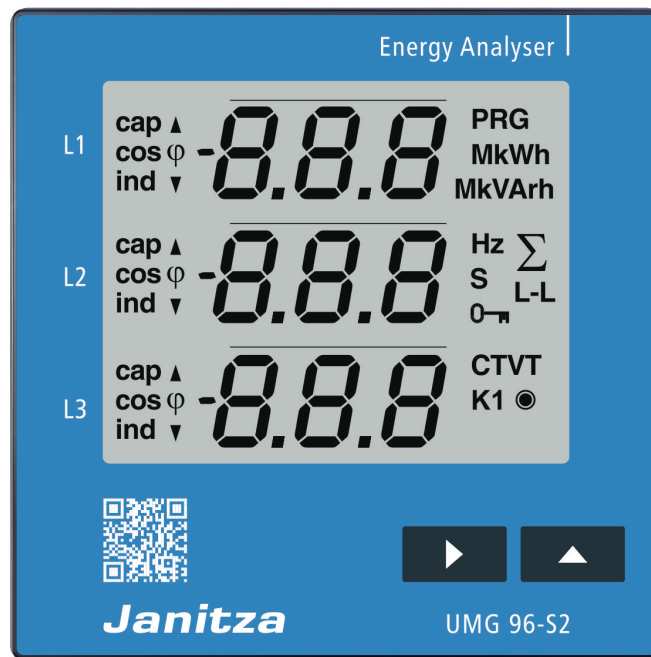 Energy Analyser
L1
cap ▲
cos φ
ind ▼
-8.8.8
PRG
MkWh
MkVArh
L2
cap ▲
cos φ
ind ▼
-8.8.8
Hz Σ
S
L-L
L3
cap ▲
cos φ
ind ▼
-8.8.8
CTVT
K1
Janitza
UMG 96-S2